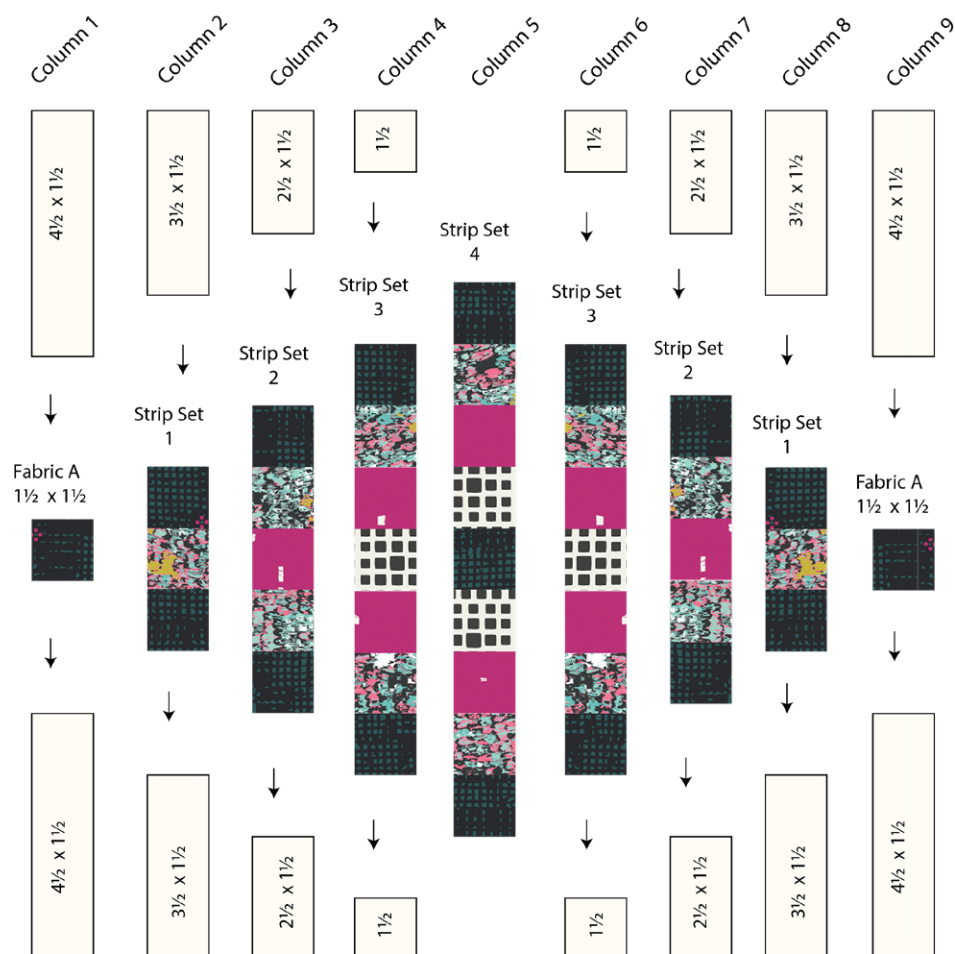 Column 1
Column 2
Column 3
Column 4
Column 5
Column 6
Column 7
Column 8
Column 9
4½ x 1½
3½ x 1½
2½ x 1½
1½
1½
2½ x 1½
3½ x 1½
4½ x 1½
Strip Set
4
Strip Set
3
Strip Set
3
Strip Set
2
Strip Set
2
Strip Set
1
Strip Set
1
Fabric A
1½ x 1½
Fabric A
1½ x 1½
4½ x 1½
3½ x 1½
2½ x 1½
1½
1½
2½ x 1½
3½ x 1½
4½ x 1½